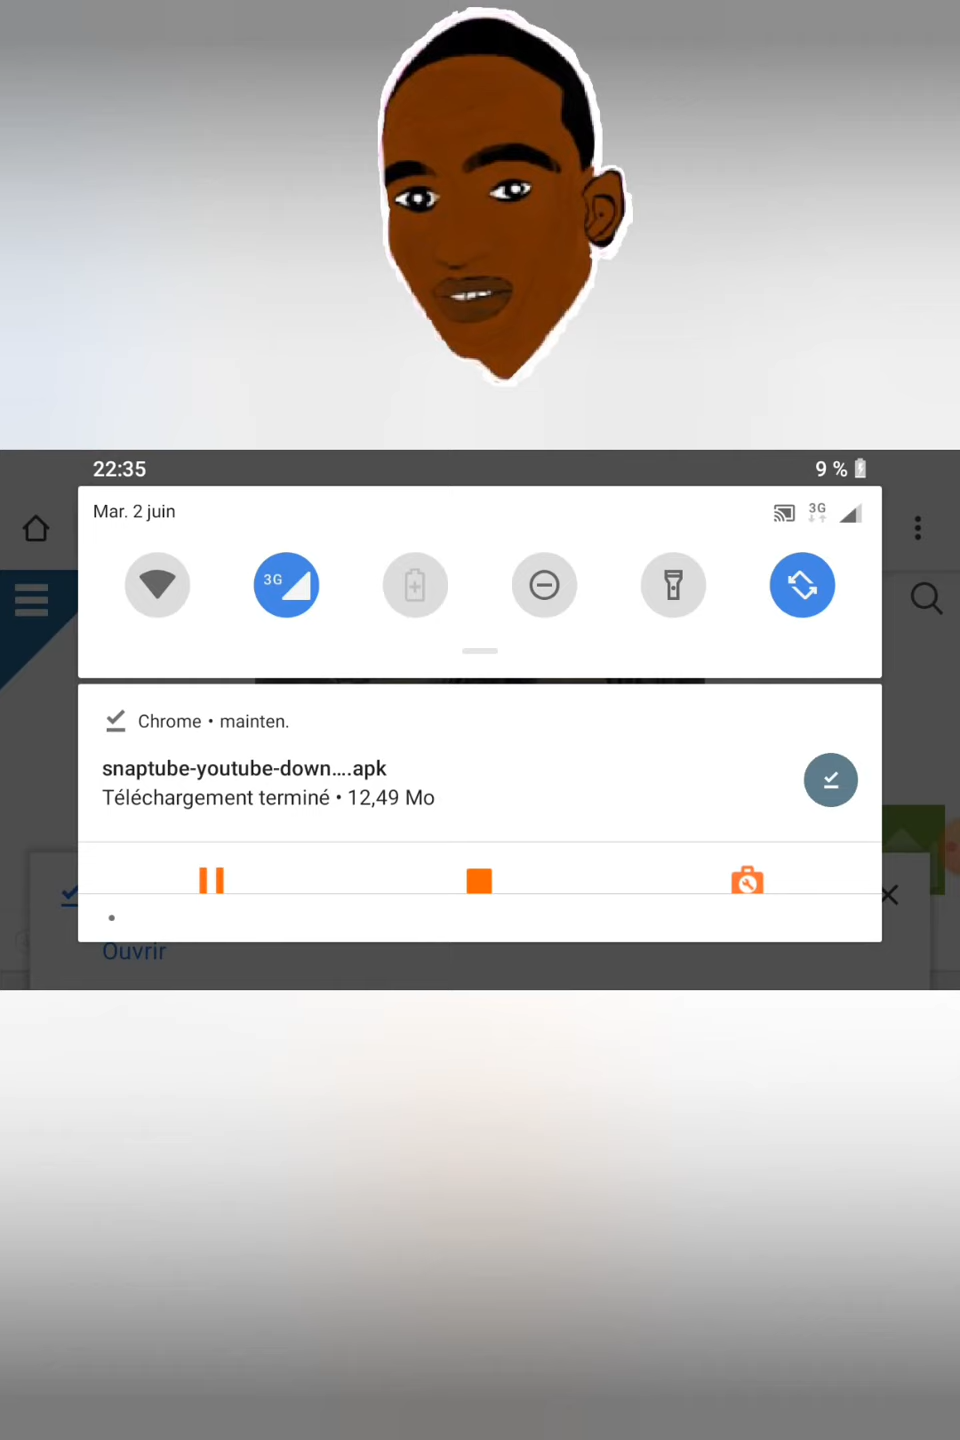 22:35
9 %
Mar. 2 juin
3G
3G
Chrome • mainten.
snaptube-youtube-down….apk
Téléchargement terminé • 12,49 Mo
Ouvrir